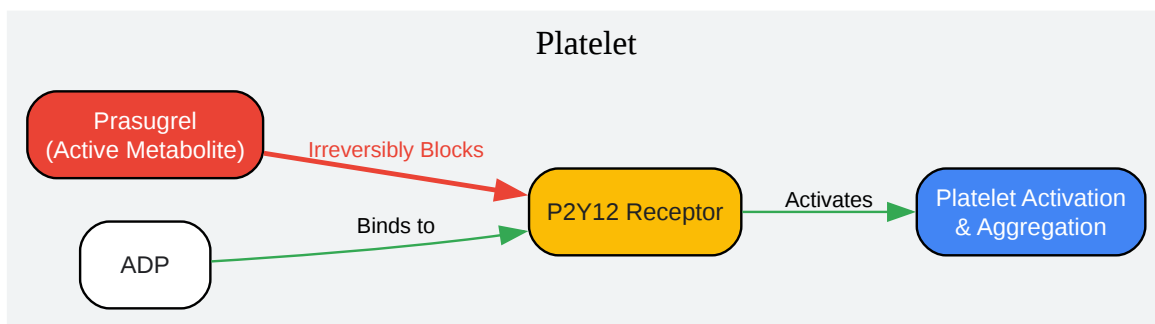 Platelet
Prasugrel
(Active Metabolite)
Irreversibly Blocks
ADP
Binds to
P2Y12 Receptor
Activates
Platelet Activation
& Aggregation